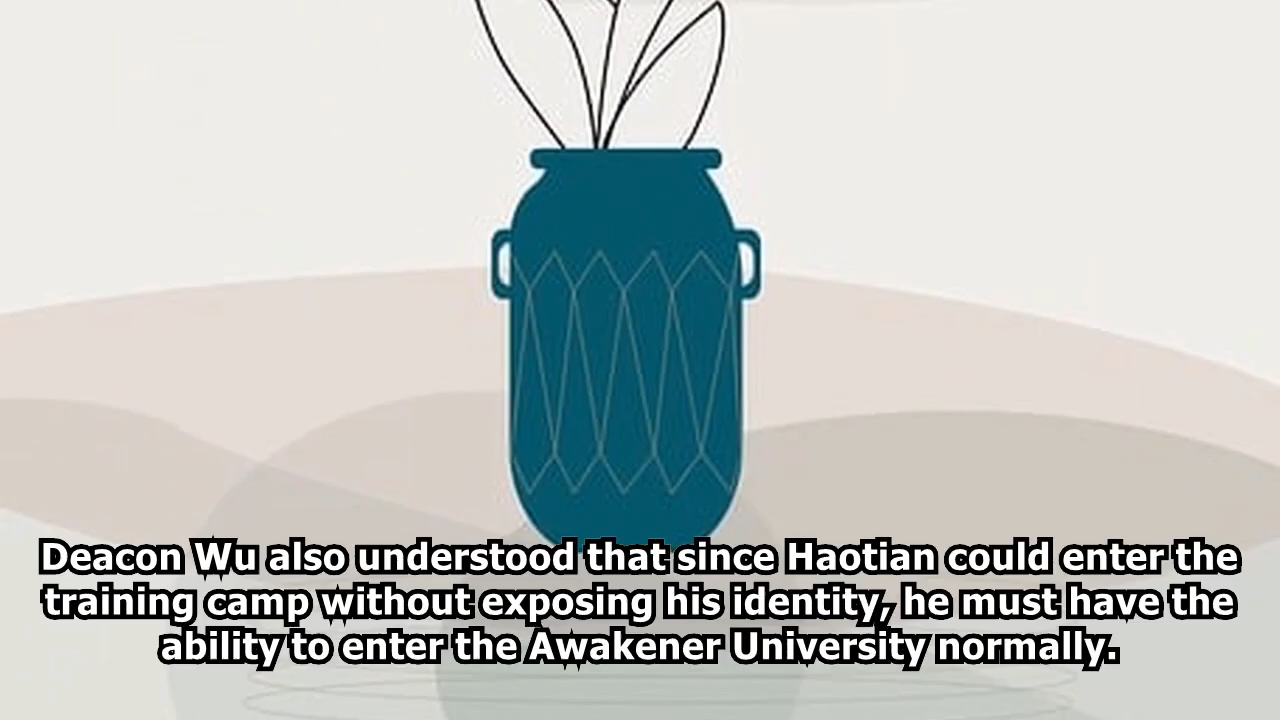 Deacon Wu also understood that since Haotian could enter the
training camp without exposing his identity, he must have the
ability to enter the Awakener University normally.